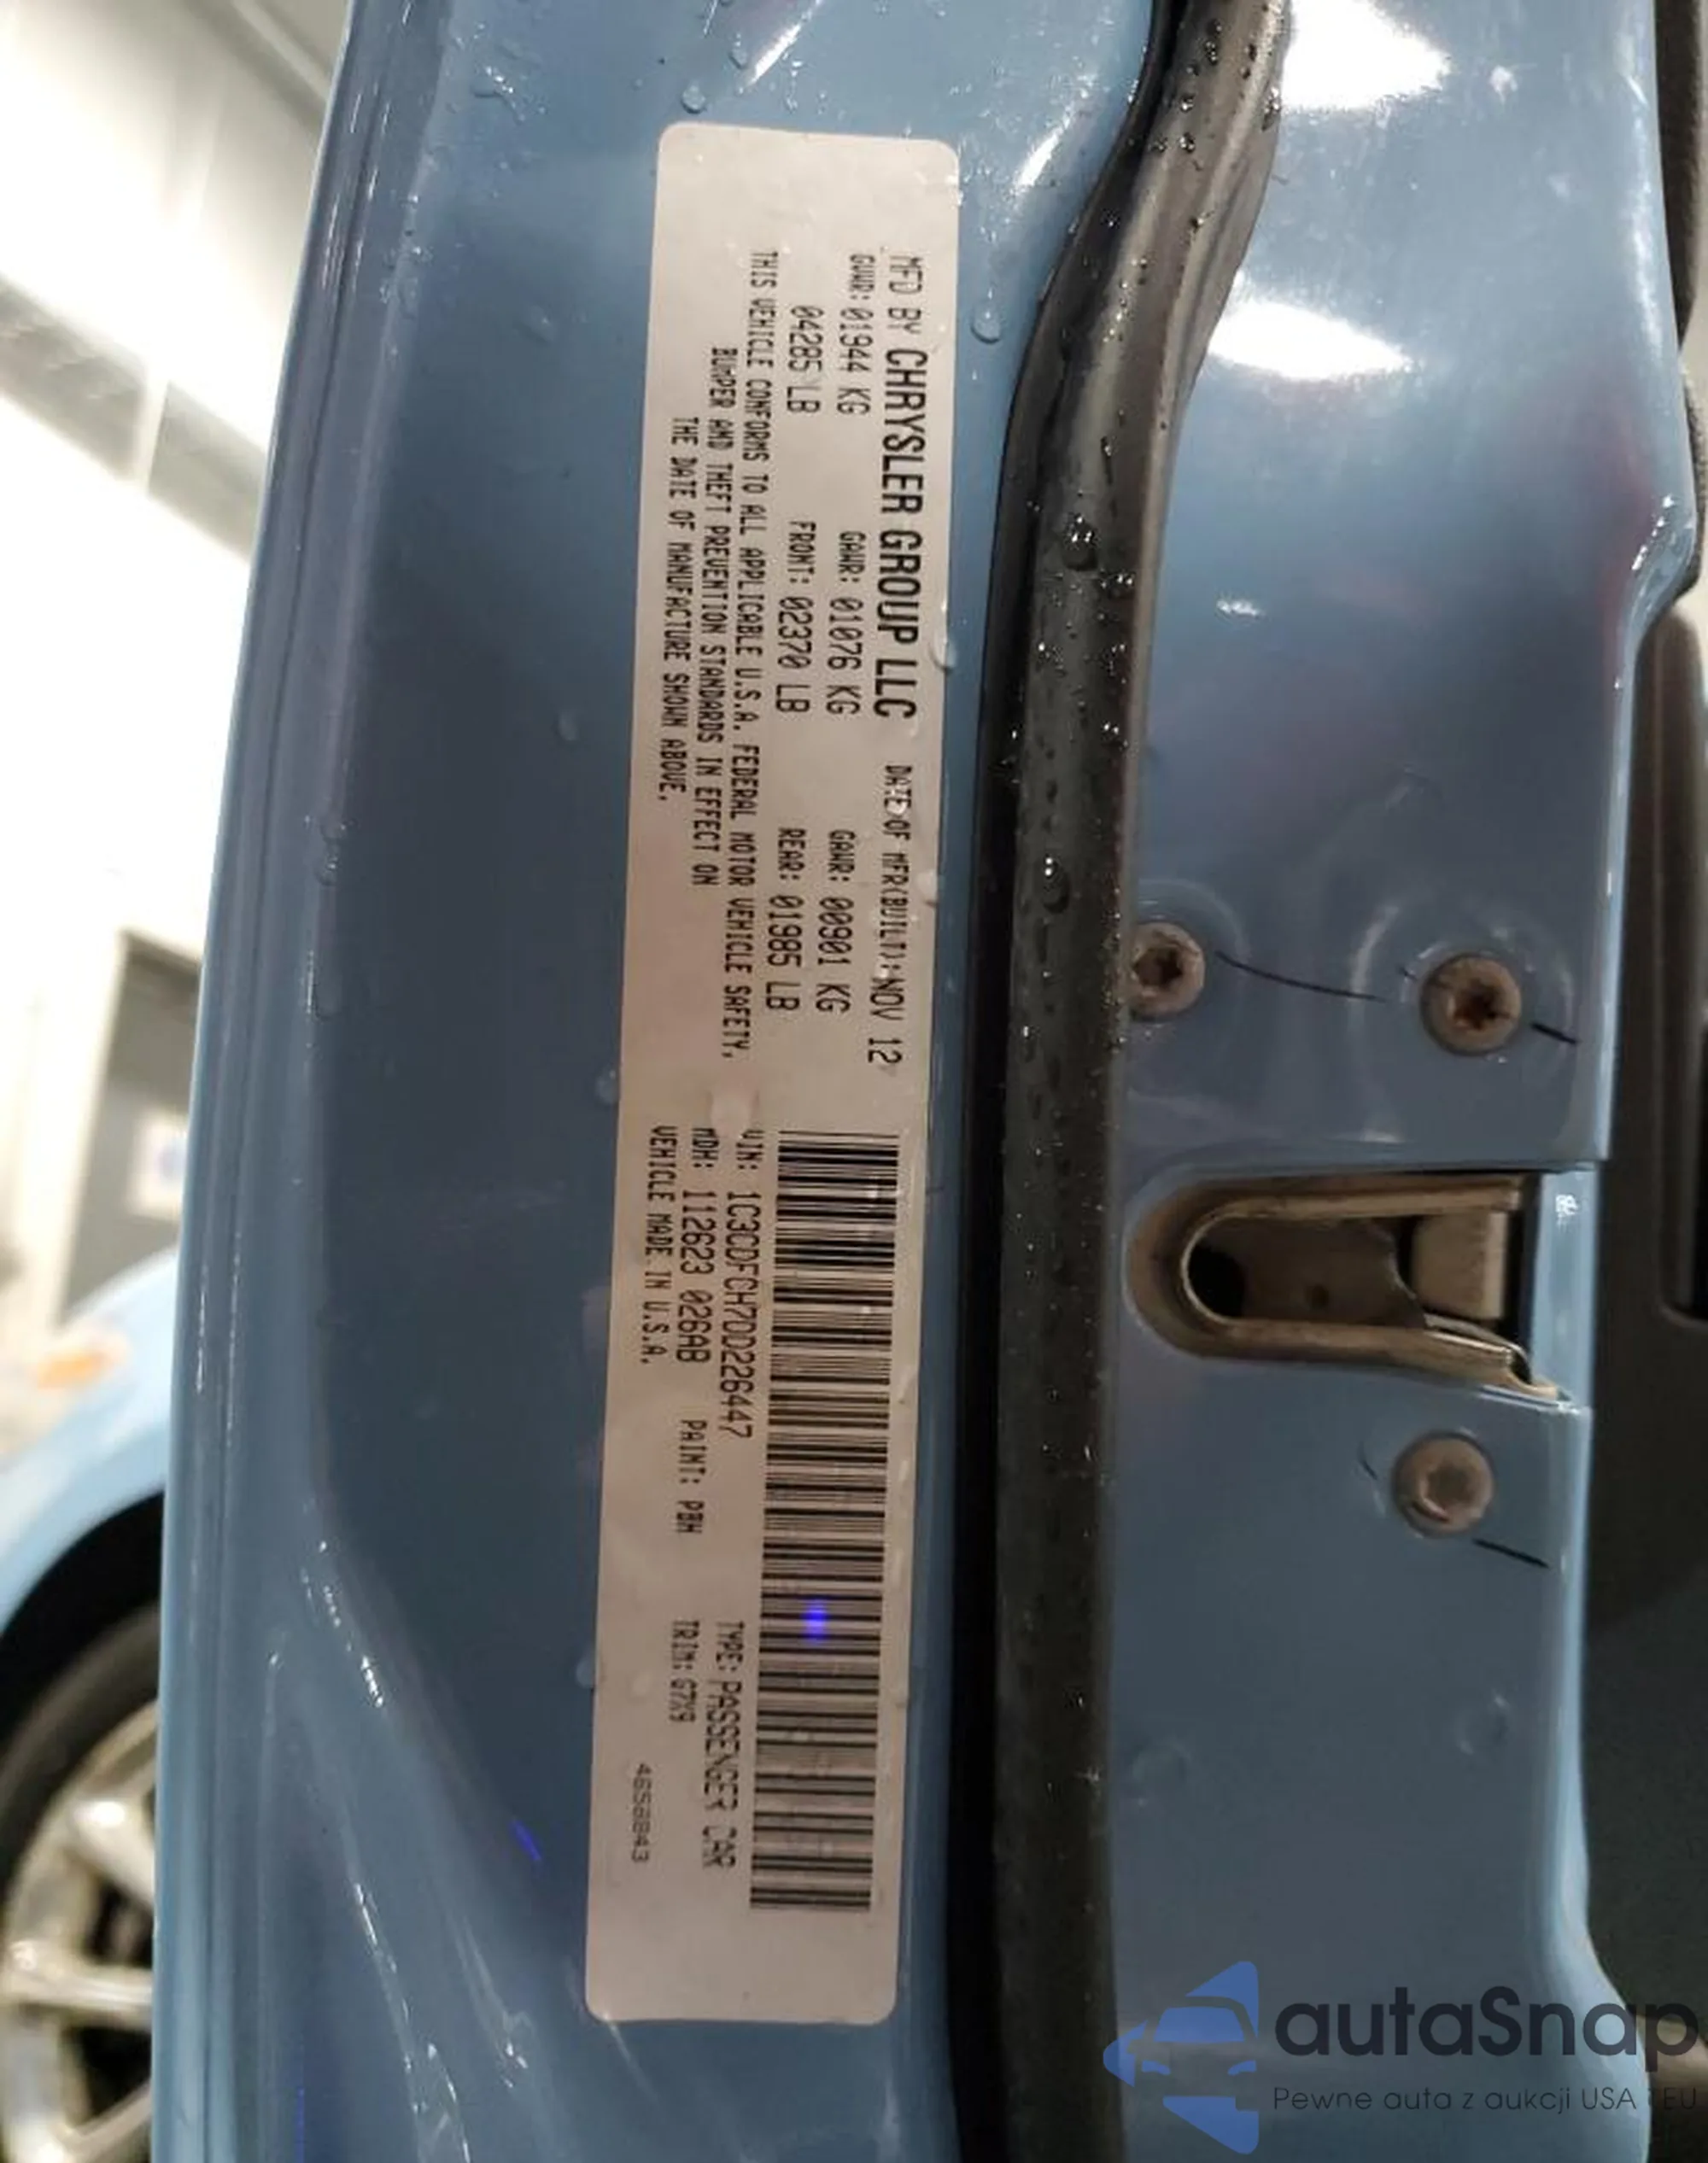 MFD BY CHRYSLER GROUP LLC DATE OF MFR(BUILT):NOV 12
GVWR: 01944 KG GAWR: 01076 KG GAWR: 00901 KG
04285 LB FRONT: 02370 LB REAR: 01985 LB
THIS VEHICLE CONFORMS TO ALL APPLICABLE U.S.A. FEDERAL MOTOR VEHICLE SAFETY,
BUMPER AND THEFT PREVENTION STANDARDS IN EFFECT ON
THE DATE OF MANUFACTURE SHOWN ABOVE.
VIN: 1C3CDFCH7DD226447 TYPE: PASSENGER CAR
MDH: 112623 026AB PAINT: PBH TRIM: G7X9
VEHICLE MADE IN U.S.A. 4658843
autaSnap
Pewne auta z aukcji USA i EU